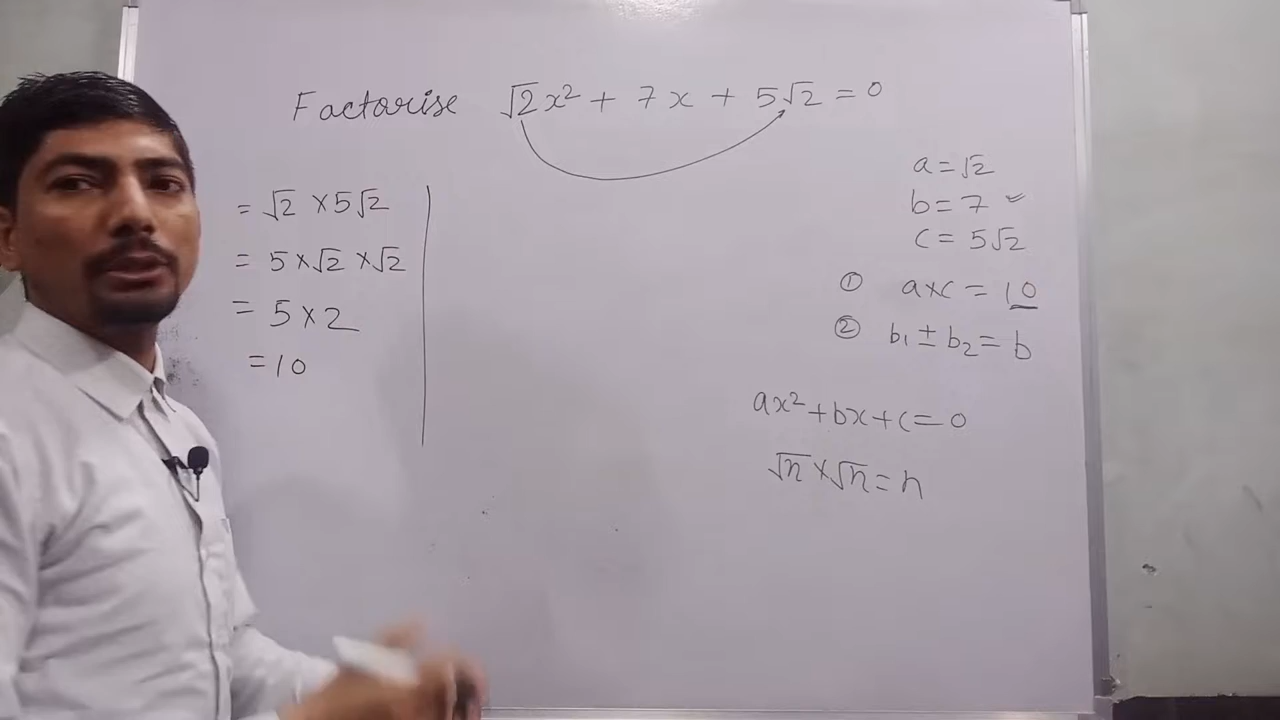 Factorise √2x² + 7x + 5√2 = 0
= √2 × 5√2
= 5 × √2 × √2
= 5 × 2
= 10
a = √2
b = 7 ✓
c = 5√2
① a×c = 10
② b₁ ± b₂ = b
ax² + bx + c = 0
√n × √n = n